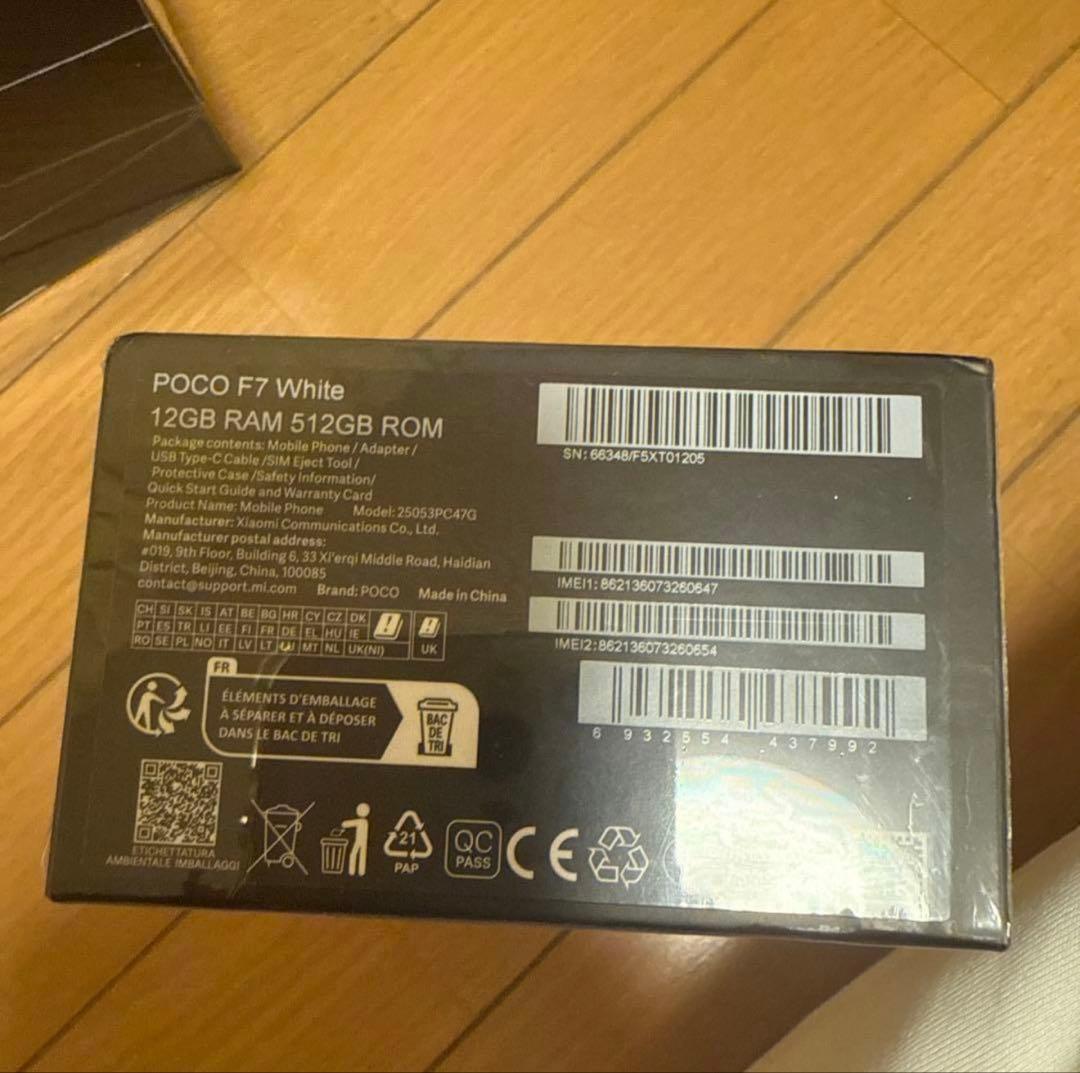 POCO F7 White
12GB RAM 512GB ROM
Package contents: Mobile Phone / Adapter /
USB Type-C Cable /SIM Eject Tool /
Protective Case /Safety Information/
Quick Start Guide and Warranty Card
Product Name: Mobile Phone Model: 25053PC47G
Manufacturer: Xiaomi Communications Co., Ltd.
Manufacturer postal address:
#019, 9th Floor, Building 6, 33 Xi'erqi Middle Road, Haidian
District, Beijing, China, 100085
contact@support.mi.com Brand: POCO Made in China
CH SI SK IS AT BE BG HR CY CZ DK
PT ES TR LI EE FI FR DE EL HU IE
RO SE PL NO IT LV LT MT NL UK(NI)
UK
FR
ÉLÉMENTS D'EMBALLAGE
À SÉPARER ET À DÉPOSER
DANS LE BAC DE TRI
BAC
DE
TRI
ETICHETTATURA
AMBIENTALE IMBALLAGGI
21
PAP
QC
PASS
CE
SN: 66348/F5XT01205
IMEI1: 862136073260647
IMEI2:862136073260654
6 932554 437992